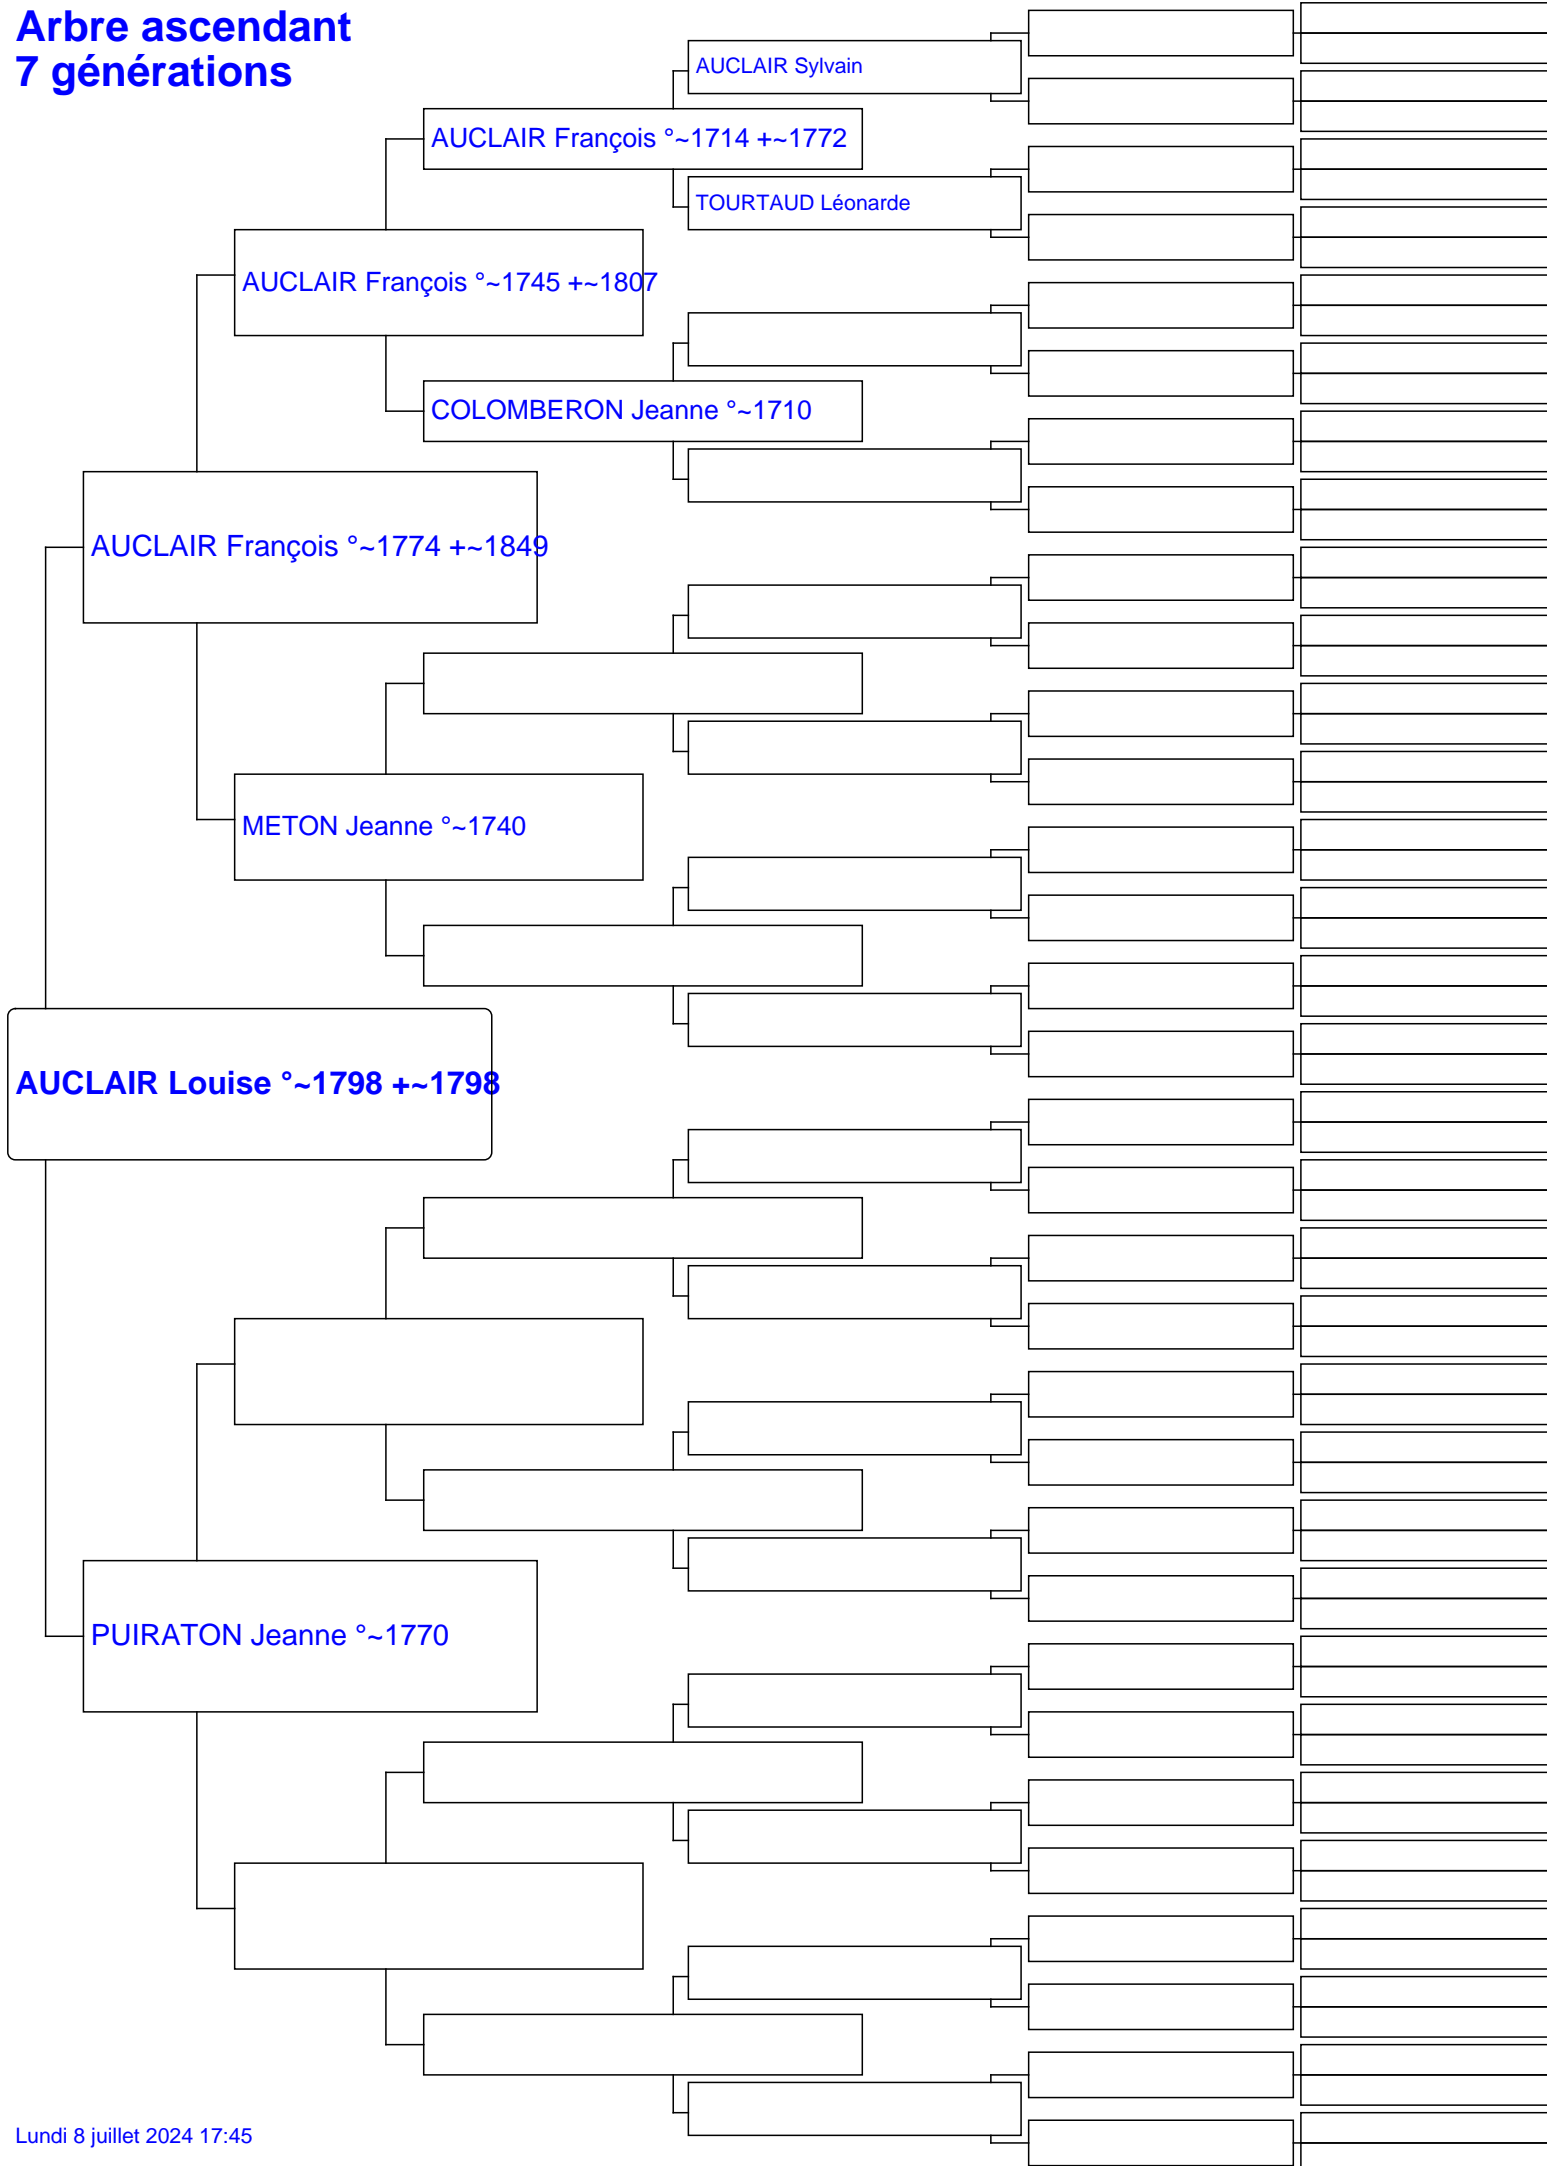 Arbre ascendant
7 générations
AUCLAIR Sylvain
AUCLAIR François °~1714 +~1772
TOURTAUD Léonarde
AUCLAIR François °~1745 +~1807
COLOMBERON Jeanne °~1710
AUCLAIR François °~1774 +~1849
METON Jeanne °~1740
AUCLAIR Louise °~1798 +~1798
PUIRATON Jeanne °~1770
Lundi 8 juillet 2024 17:45